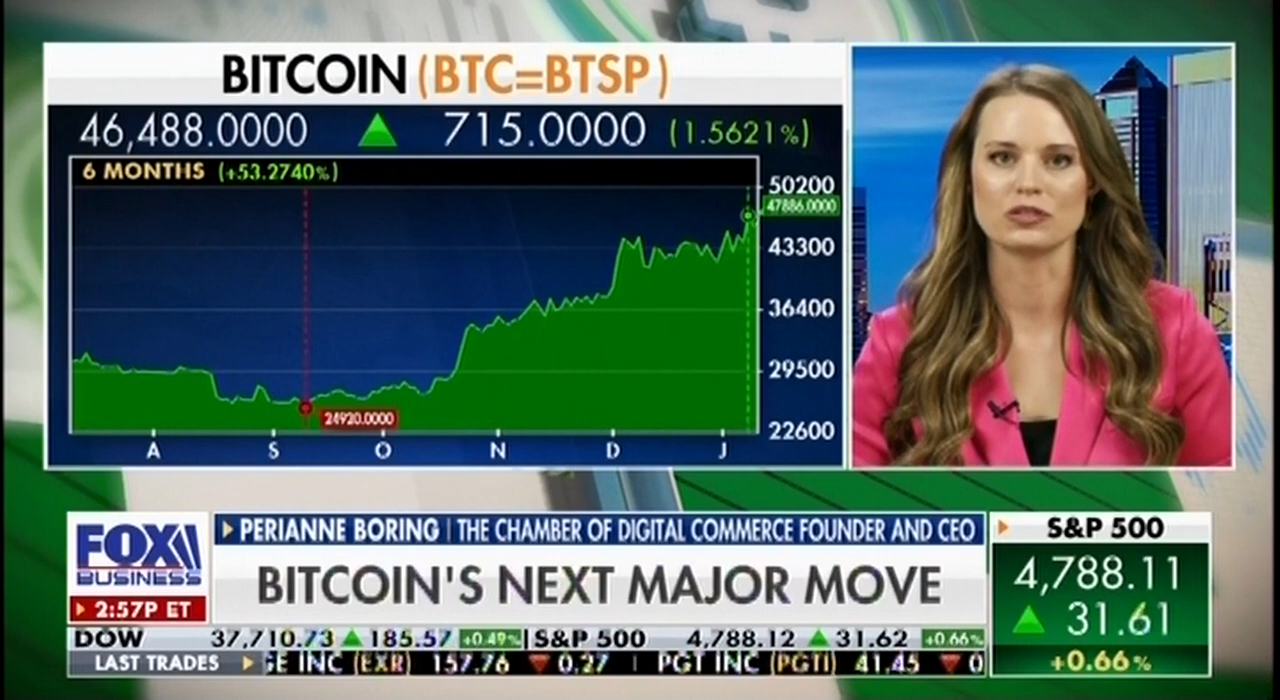 BITCOIN (BTC=BTSP)
46,488.0000 ▲ 715.0000 (1.5621%)
6 MONTHS (+53.2740%)
50200
47886.0000
43300
36400
29500
24920.0000
22600
A S O N D J
FOX BUSINESS
2:57P ET
PERIANNE BORING | THE CHAMBER OF DIGITAL COMMERCE FOUNDER AND CEO
BITCOIN'S NEXT MAJOR MOVE
S&P 500
4,788.11
▲ 31.61
+0.66%
DOW 37,710.73 ▲ 185.57 +0.49% | S&P 500 4,788.12 ▲ 31.62 +0.66%
LAST TRADES INC (EXR) 157.76 ▼ 0.27 | PGT INC (PGTI) 41.45 ▼ 0